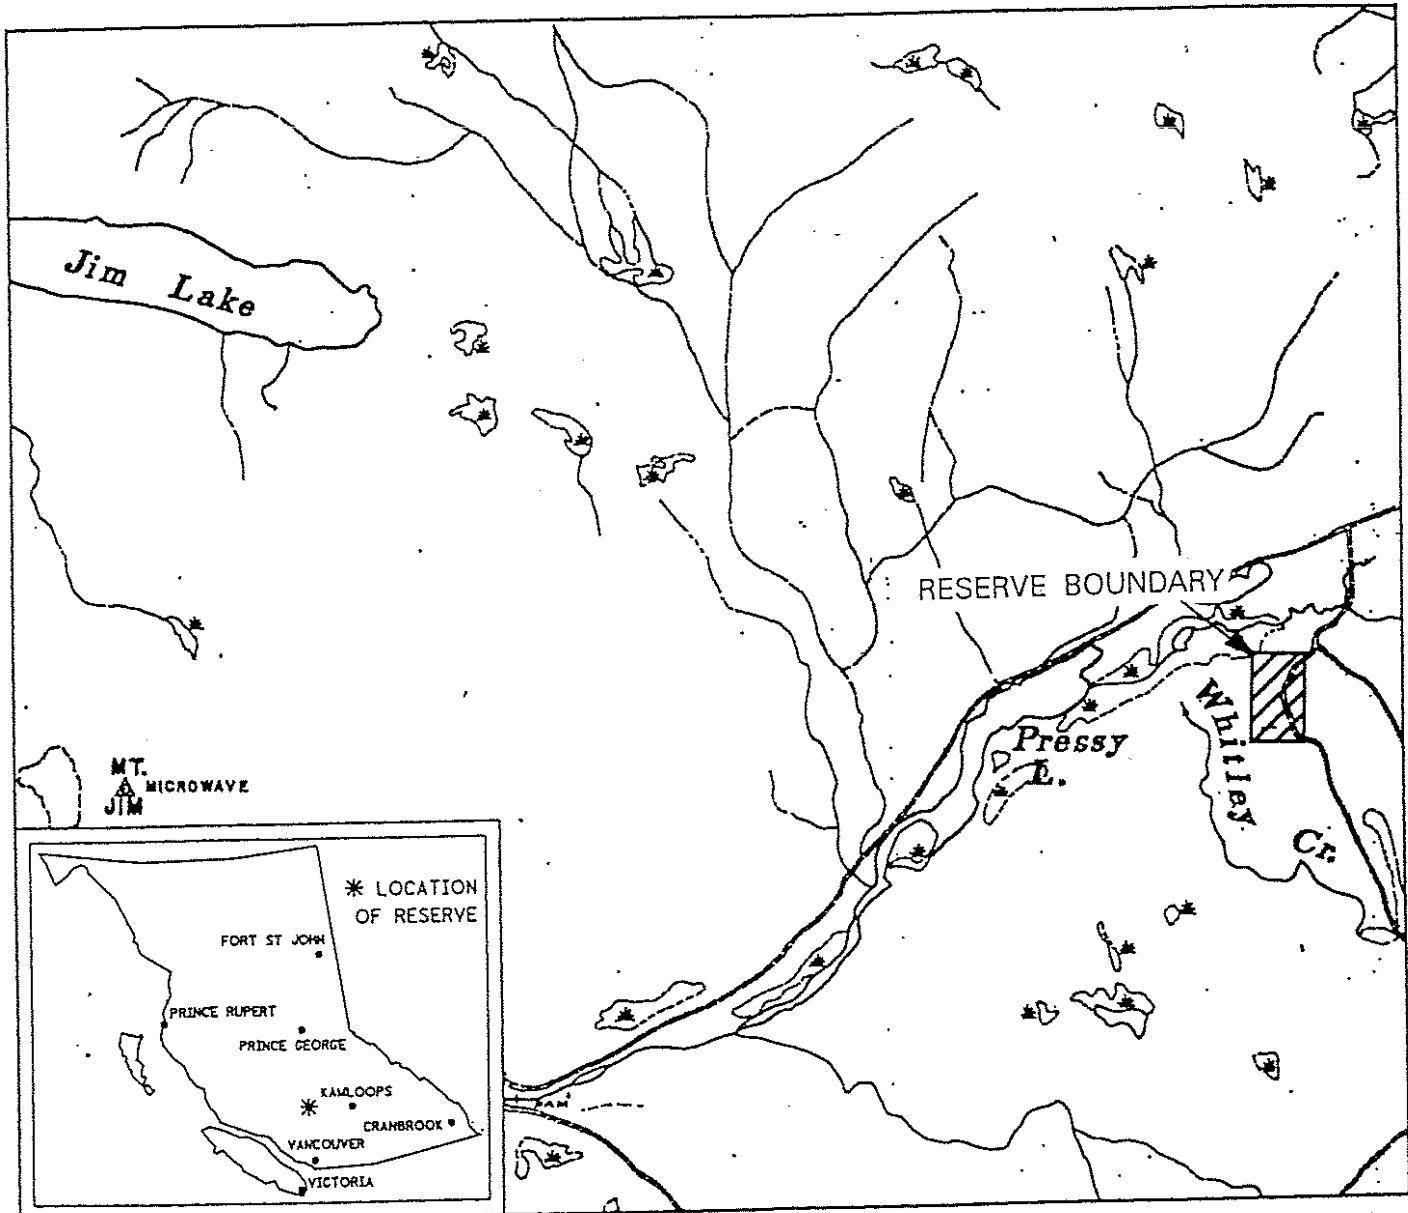 Jim Lake
RESERVE BOUNDARY
Pressy
L.
Whitley
Cr.
MT.
MICROWAVE
JIM
✳ LOCATION
OF RESERVE
FORT ST JOHN
PRINCE RUPERT
PRINCE GEORGE
KAMLOOPS
CRANBROOK
VANCOUVER
VICTORIA